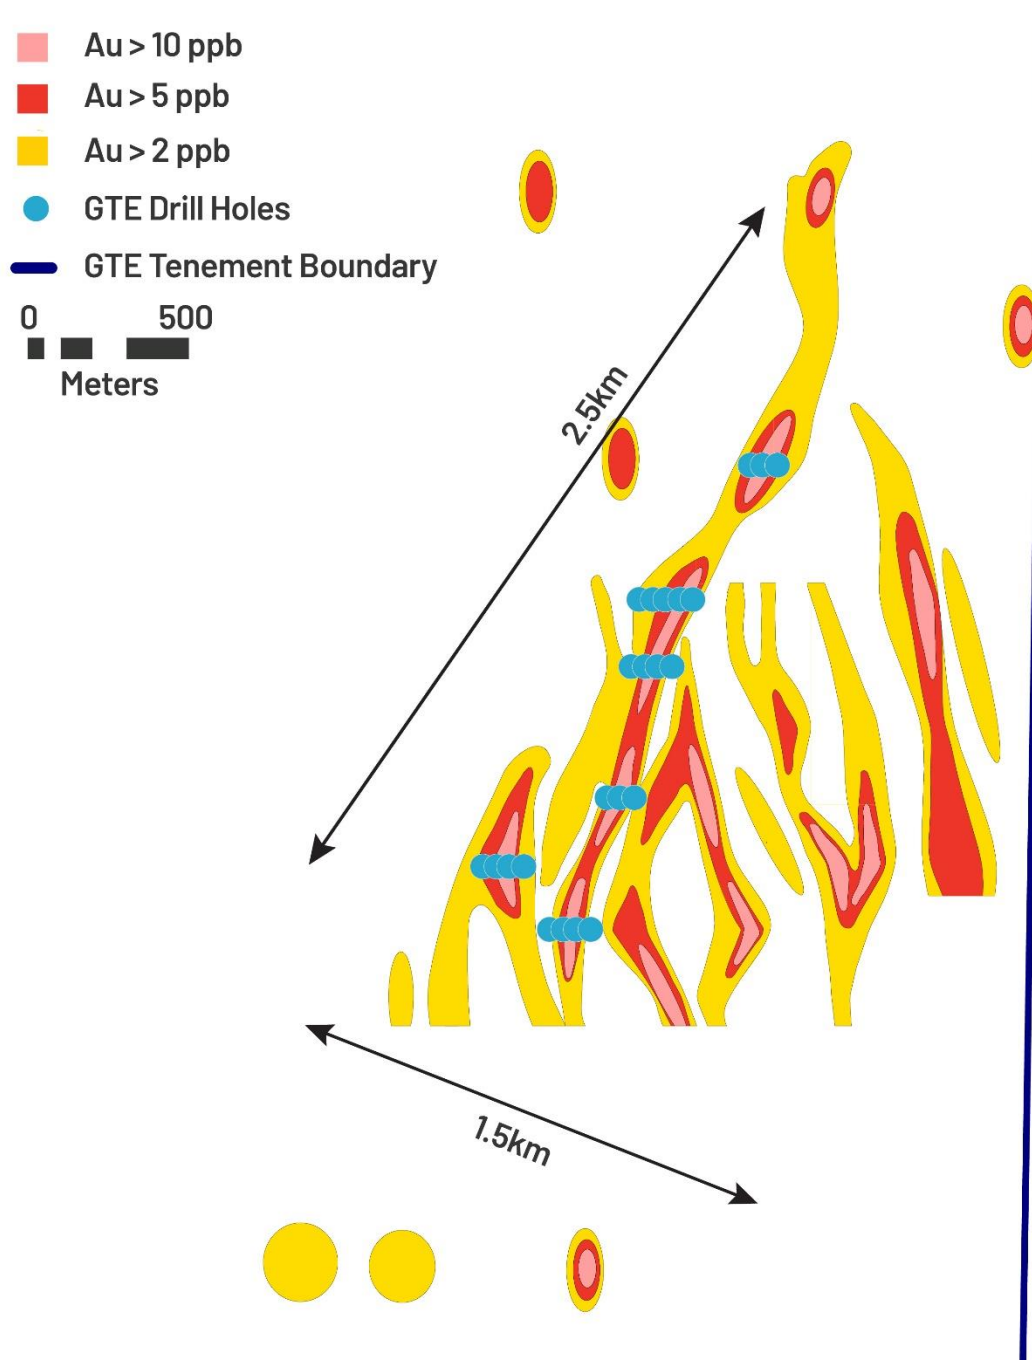 Au > 10 ppb
Au > 5 ppb
Au > 2 ppb
GTE Drill Holes
GTE Tenement Boundary
0 500
Meters
2.5km
1.5km